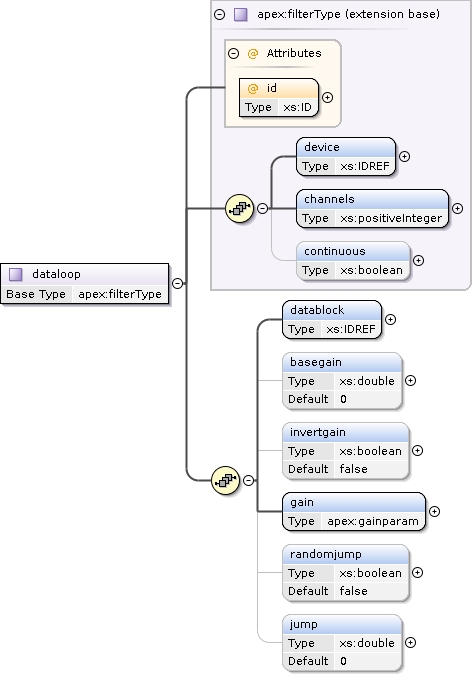 apex:filterType (extension base)
@ Attributes
@ id
Type xs:ID
device
Type xs:IDREF
channels
Type xs:positiveInteger
continuous
Type xs:boolean
dataloop
Base Type apex:filterType
datablock
Type xs:IDREF
basegain
Type xs:double
Default 0
invertgain
Type xs:boolean
Default false
gain
Type apex:gainparam
randomjump
Type xs:boolean
Default false
jump
Type xs:double
Default 0